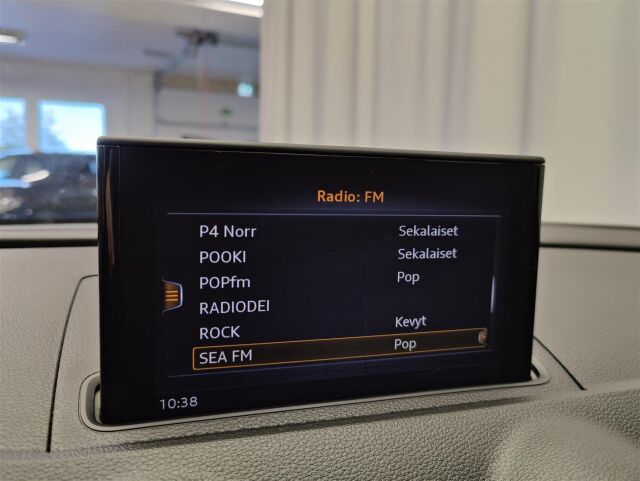 Radio: FM
P4 Norr Sekalaiset
POOKI Sekalaiset
POPfm Pop
RADIODEI
ROCK Kevyt
SEA FM Pop
10:38